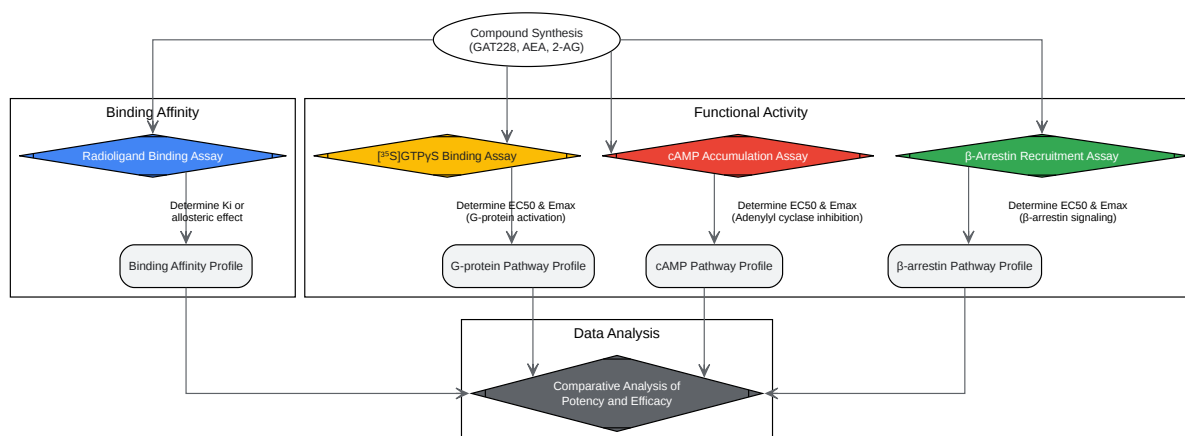 Compound Synthesis
(GAT228, AEA, 2-AG)
Binding Affinity
Functional Activity
Radioligand Binding Assay
[³⁵S]GTPγS Binding Assay
cAMP Accumulation Assay
β-Arrestin Recruitment Assay
Determine Ki or
allosteric effect
Determine EC50 & Emax
(G-protein activation)
Determine EC50 & Emax
(Adenylyl cyclase inhibition)
Determine EC50 & Emax
(β-arrestin signaling)
Binding Affinity Profile
G-protein Pathway Profile
cAMP Pathway Profile
β-arrestin Pathway Profile
Data Analysis
Comparative Analysis of
Potency and Efficacy